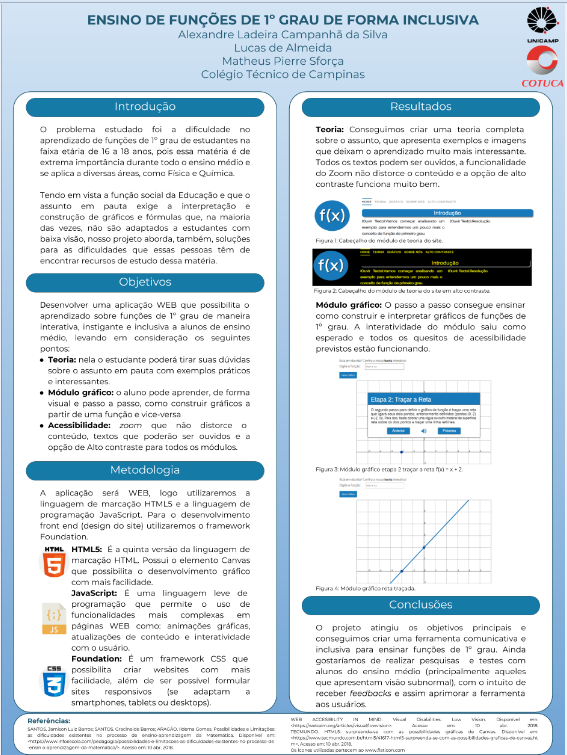 ENSINO DE FUNÇÕES DE 1º GRAU DE FORMA INCLUSIVA
Alexandre Ladeira Campanhã da Silva
Lucas de Almeida
Matheus Pierre Sforça
Colégio Técnico de Campinas
UNICAMP
COTUCA
Introdução
O problema estudado foi a dificuldade no
aprendizado de funções de 1º grau de estudantes na
faixa etária de 16 a 18 anos, pois essa matéria é de
extrema importância durante todo o ensino médio e
se aplica a diversas áreas, como Física e Química.
Tendo em vista a função social da Educação e que o
assunto em pauta exige a interpretação e
construção de gráficos e fórmulas que, na maioria
das vezes, não são adaptados a estudantes com
baixa visão, nosso projeto aborda, também, soluções
para as dificuldades que essas pessoas têm de
encontrar recursos de estudo dessa matéria.
Objetivos
Desenvolver uma aplicação WEB que possibilita o
aprendizado sobre funções de 1º grau de maneira
interativa, instigante e inclusiva a alunos de ensino
médio, levando em consideração os seguintes
pontos:
● Teoria: nela o estudante poderá tirar suas dúvidas
sobre o assunto em pauta com exemplos práticos
e interessantes.
● Módulo gráfico: o aluno pode aprender, de forma
visual e passo a passo, como construir gráficos a
partir de uma função e vice-versa
● Acessibilidade: zoom que não distorce o
conteúdo, textos que poderão ser ouvidos e a
opção de Alto contraste para todos os módulos.
Metodologia
A aplicação será WEB, logo utilizaremos a
linguagem de marcação HTML5 e a linguagem de
programação JavaScript. Para o desenvolvimento
front end (design do site) utilizaremos o framework
Foundation.
HTML
5
HTML5: É a quinta versão da linguagem de
marcação HTML. Possui o elemento Canvas
que possibilita o desenvolvimento gráfico
com mais facilidade.
{;}
JS
JavaScript: É uma linguagem leve de
programação que permite o uso de
funcionalidades mais complexas em
páginas WEB como: animações gráficas,
atualizações de conteúdo e interatividade
com o usuário.
CSS
3
Foundation: É um framework CSS que
possibilita criar websites com mais
facilidade, além de ser possível formular
sites responsivos (se adaptam a
smartphones, tablets ou desktops).
Resultados
Teoria: Conseguimos criar uma teoria completa
sobre o assunto, que apresenta exemplos e imagens
que deixam o aprendizado muito mais interessante.
Todos os textos podem ser ouvidos, a funcionalidade
do Zoom não distorce o conteúdo e a opção de alto
contraste funciona muito bem.
f(x)
Introdução
Figura 1: Cabeçalho de módulo de teoria do site.
f(x)
Introdução
Figura 2: Cabeçalho do módulo de teoria do site em alto contraste.
Módulo gráfico: O passo a passo consegue ensinar
como construir e interpretar gráficos de funções de
1º grau. A interatividade do módulo saiu como
esperado e todos os quesitos de acessibilidade
previstos estão funcionando.
Etapa 2: Traçar a Reta
Anterior
Próxima
Figura 3: Módulo gráfico etapa 2 traçar a reta f(x) = x + 2.
Figura 4: Módulo gráfico reta traçada.
Conclusões
O projeto atingiu os objetivos principais e
conseguimos criar uma ferramenta comunicativa e
inclusiva para ensinar funções de 1º grau. Ainda
gostaríamos de realizar pesquisas e testes com
alunos do ensino médio (principalmente aqueles
que apresentam visão subnormal), com o intuito de
receber feedbacks e assim aprimorar a ferramenta
aos usuários.
Referências: